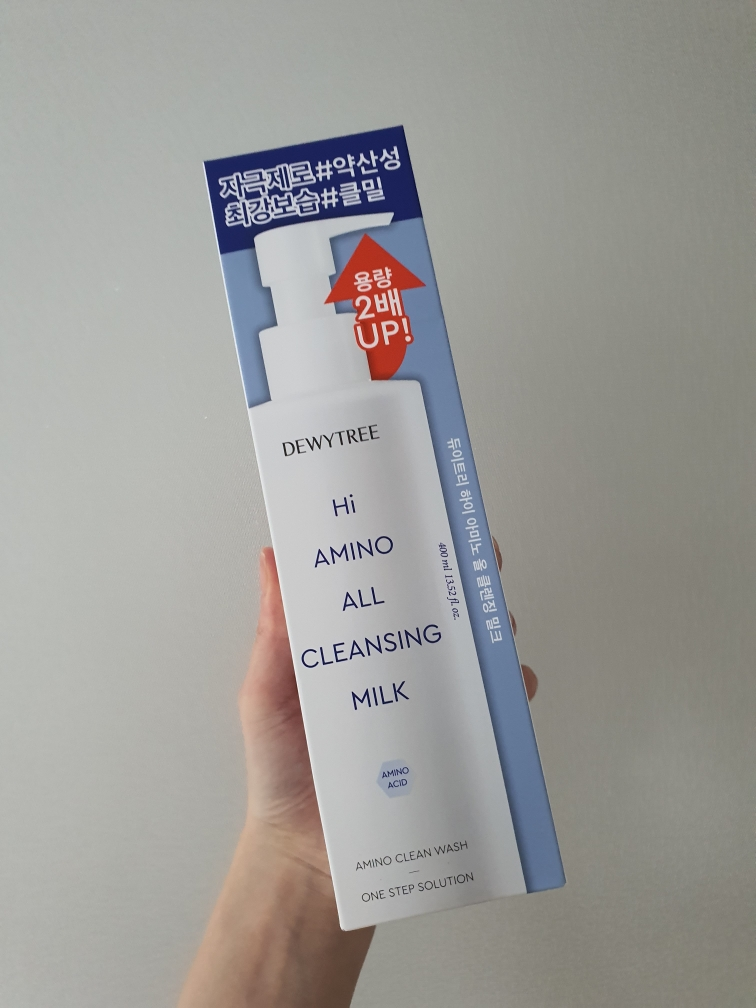 자극제로#약산성
최강보습#클밀
용량
2배
UP!
DEWYTREE
Hi
AMINO
ALL
CLEANSING
MILK
400 ml 13.52 fl. oz.
듀이트리 하이 아미노 올 클렌징 밀크
AMINO
ACID
AMINO CLEAN WASH
ONE STEP SOLUTION